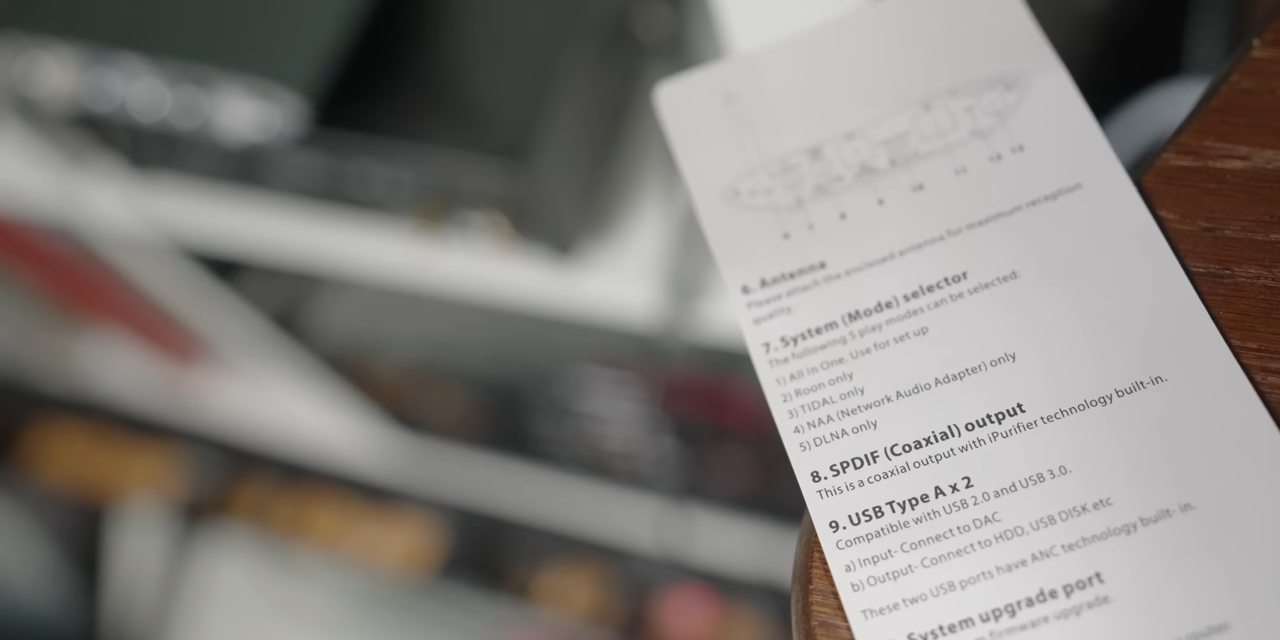 6. Antenna
Please attach the enclosed antenna for maximum reception
quality.
7. System (Mode) selector
The following 5 play modes can be selected:
1) All In One. Use for set up
2) Roon only
3) TIDAL only
4) NAA (Network Audio Adapter) only
5) DLNA only
8. SPDIF (Coaxial) output
This is a coaxial output with iPurifier technology built-in.
9. USB Type A x 2
Compatible with USB 2.0 and USB 3.0.
a) Input- Connect to DAC
b) Output- Connect to HDD, USB DISK etc
These two USB ports have ANC technology built- in.
System upgrade port
firmware upgrade.